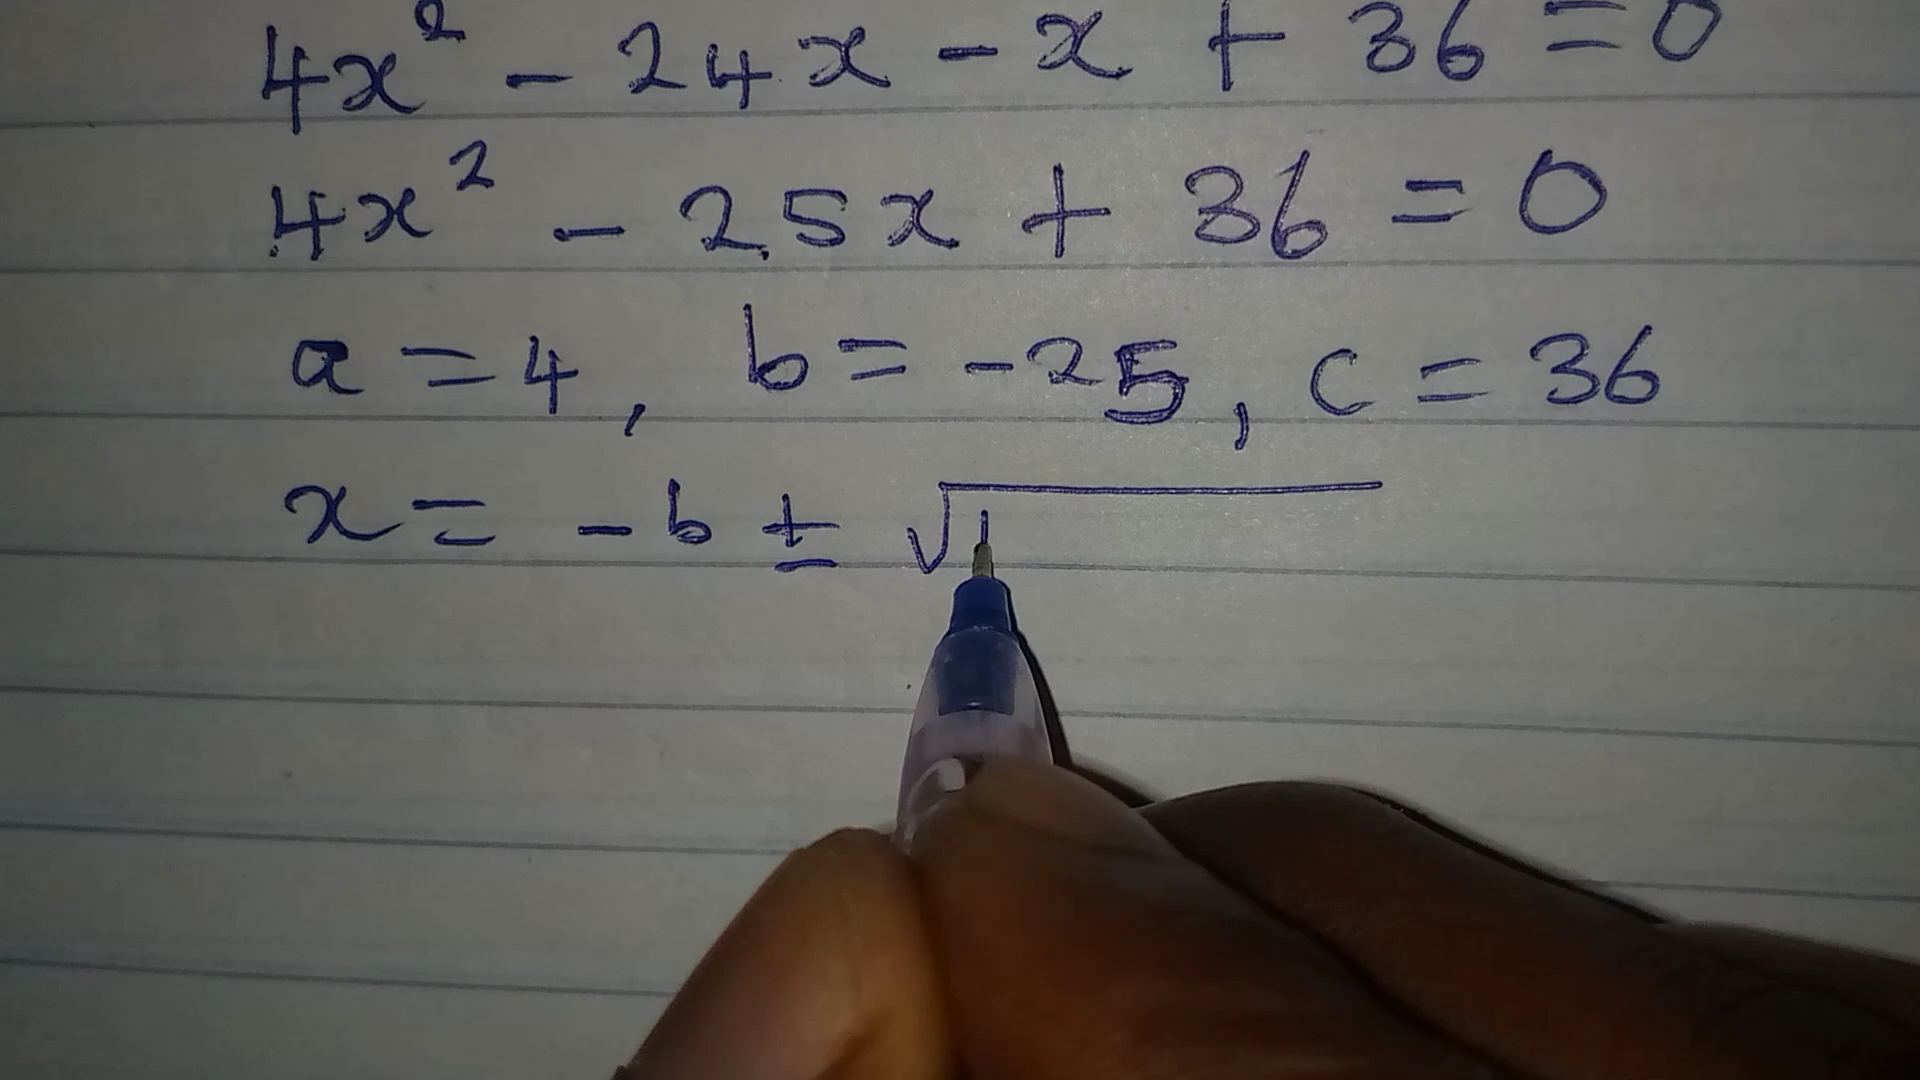 4x² - 24x - x + 36 = 0
4x² - 25x + 36 = 0
a = 4, b = -25, c = 36
x = -b ± √